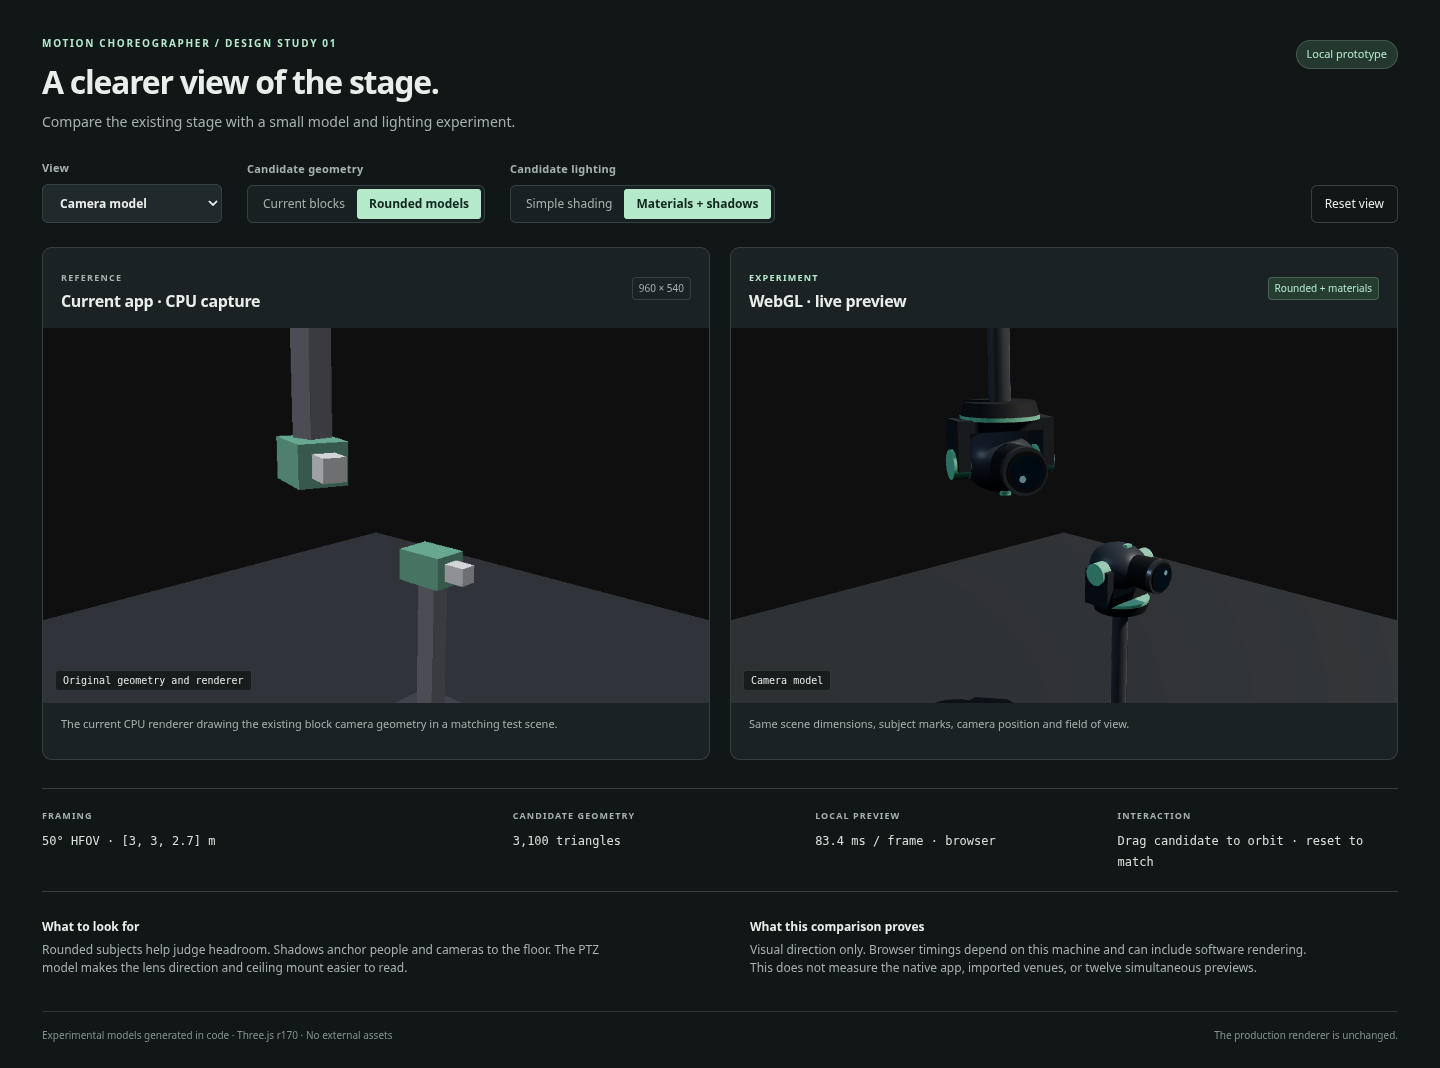 MOTION CHOREOGRAPHER / DESIGN STUDY 01
A clearer view of the stage.
Compare the existing stage with a small model and lighting experiment.
Local prototype
View
Camera model
Candidate geometry
Current blocks
Rounded models
Candidate lighting
Simple shading
Materials + shadows
Reset view
REFERENCE
Current app · CPU capture
960 × 540
Original geometry and renderer
The current CPU renderer drawing the existing block camera geometry in a matching test scene.
EXPERIMENT
WebGL · live preview
Rounded + materials
Camera model
Same scene dimensions, subject marks, camera position and field of view.
FRAMING
50° HFOV · [3, 3, 2.7] m
CANDIDATE GEOMETRY
3,100 triangles
LOCAL PREVIEW
83.4 ms / frame · browser
INTERACTION
Drag candidate to orbit · reset to
match
What to look for
Rounded subjects help judge headroom. Shadows anchor people and cameras to the floor. The PTZ
model makes the lens direction and ceiling mount easier to read.
What this comparison proves
Visual direction only. Browser timings depend on this machine and can include software rendering.
This does not measure the native app, imported venues, or twelve simultaneous previews.
Experimental models generated in code · Three.js r170 · No external assets
The production renderer is unchanged.